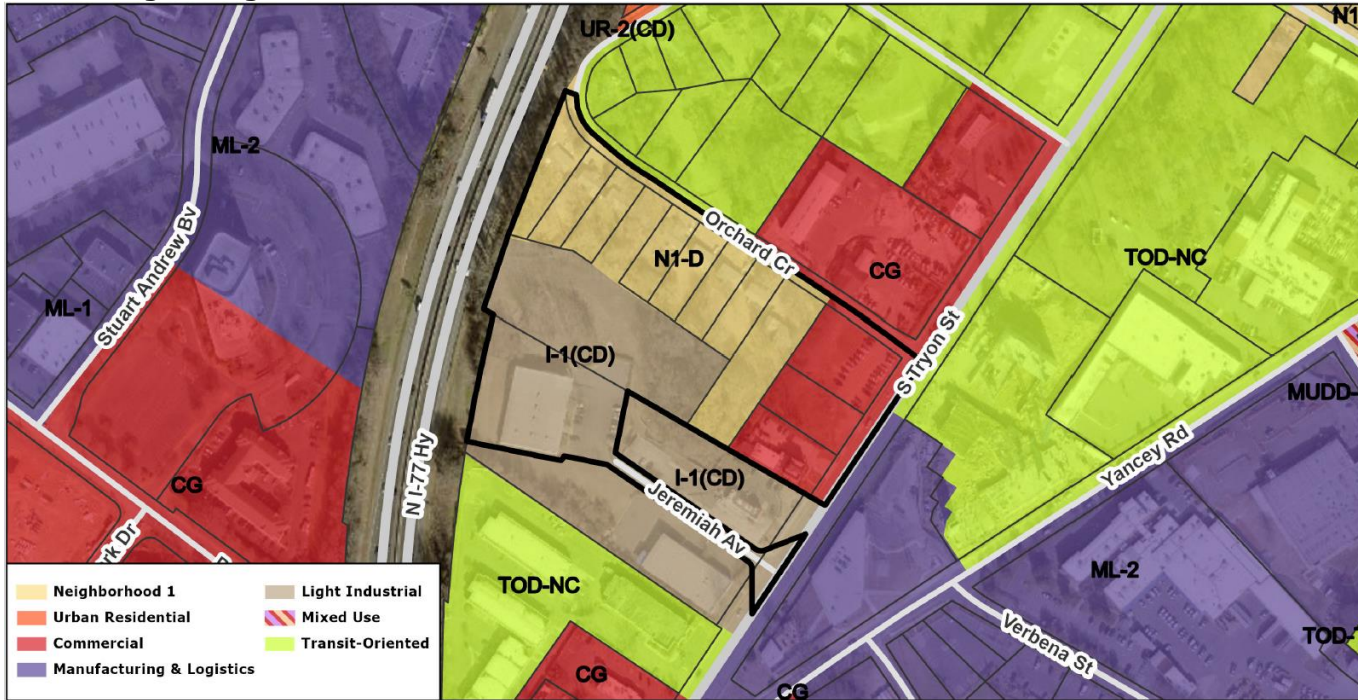 N1
UR-2(CD)
ML-2
Stuart Andrew Bv
ML-1
Orchard Cr
N1-D
CG
TOD-NC
S Tryon St
I-1(CD)
MUDD-
Yancey Rd
CG
N I-77 Hy
I-1(CD)
Jeremiah Av
rk Dr
ML-2
TOD-NC
Verbena St
TOD-
CG
CG
Neighborhood 1
Urban Residential
Commercial
Manufacturing & Logistics
Light Industrial
Mixed Use
Transit-Oriented